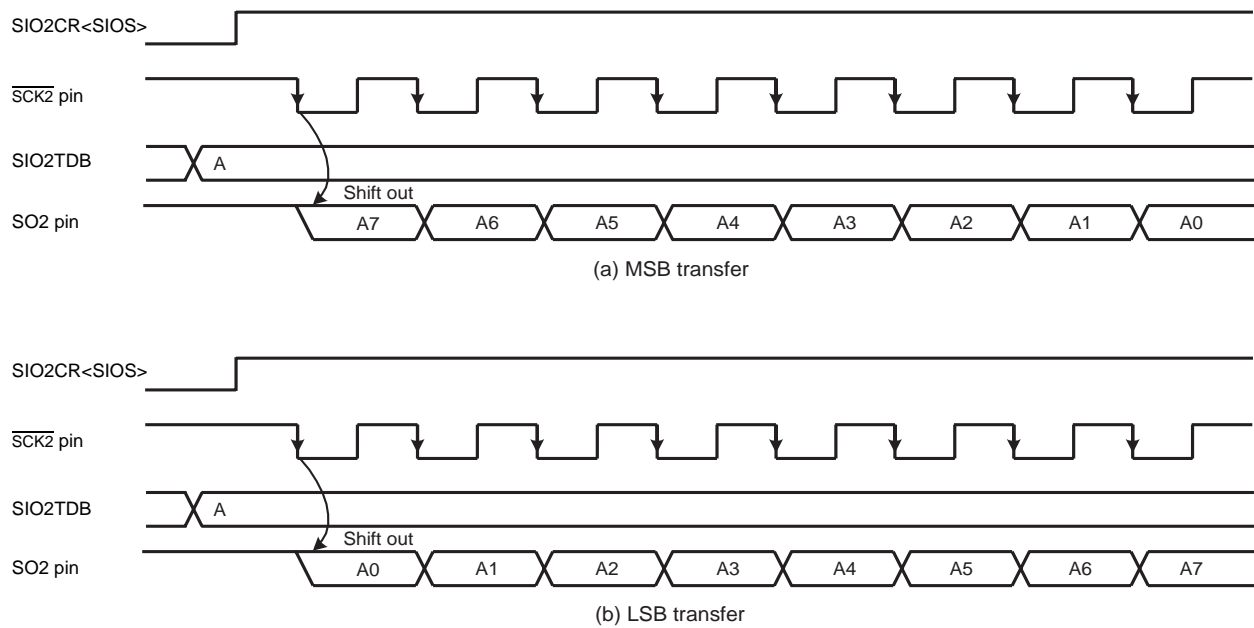 SIO2CR<SIOS>
SCK2 pin
SIO2TDB
A
Shift out
SO2 pin
A7 A6 A5 A4 A3 A2 A1 A0
(a) MSB transfer
SIO2CR<SIOS>
SCK2 pin
SIO2TDB
A
Shift out
SO2 pin
A0 A1 A2 A3 A4 A5 A6 A7
(b) LSB transfer